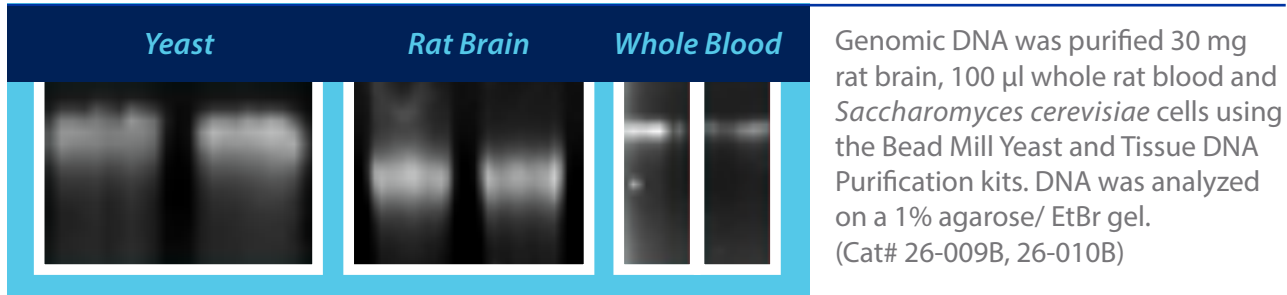 Yeast
Rat Brain
Whole Blood
Genomic DNA was purified 30 mg
rat brain, 100 µl whole rat blood and
Saccharomyces cerevisiae cells using
the Bead Mill Yeast and Tissue DNA
Purification kits. DNA was analyzed
on a 1% agarose/ EtBr gel.
(Cat# 26-009B, 26-010B)